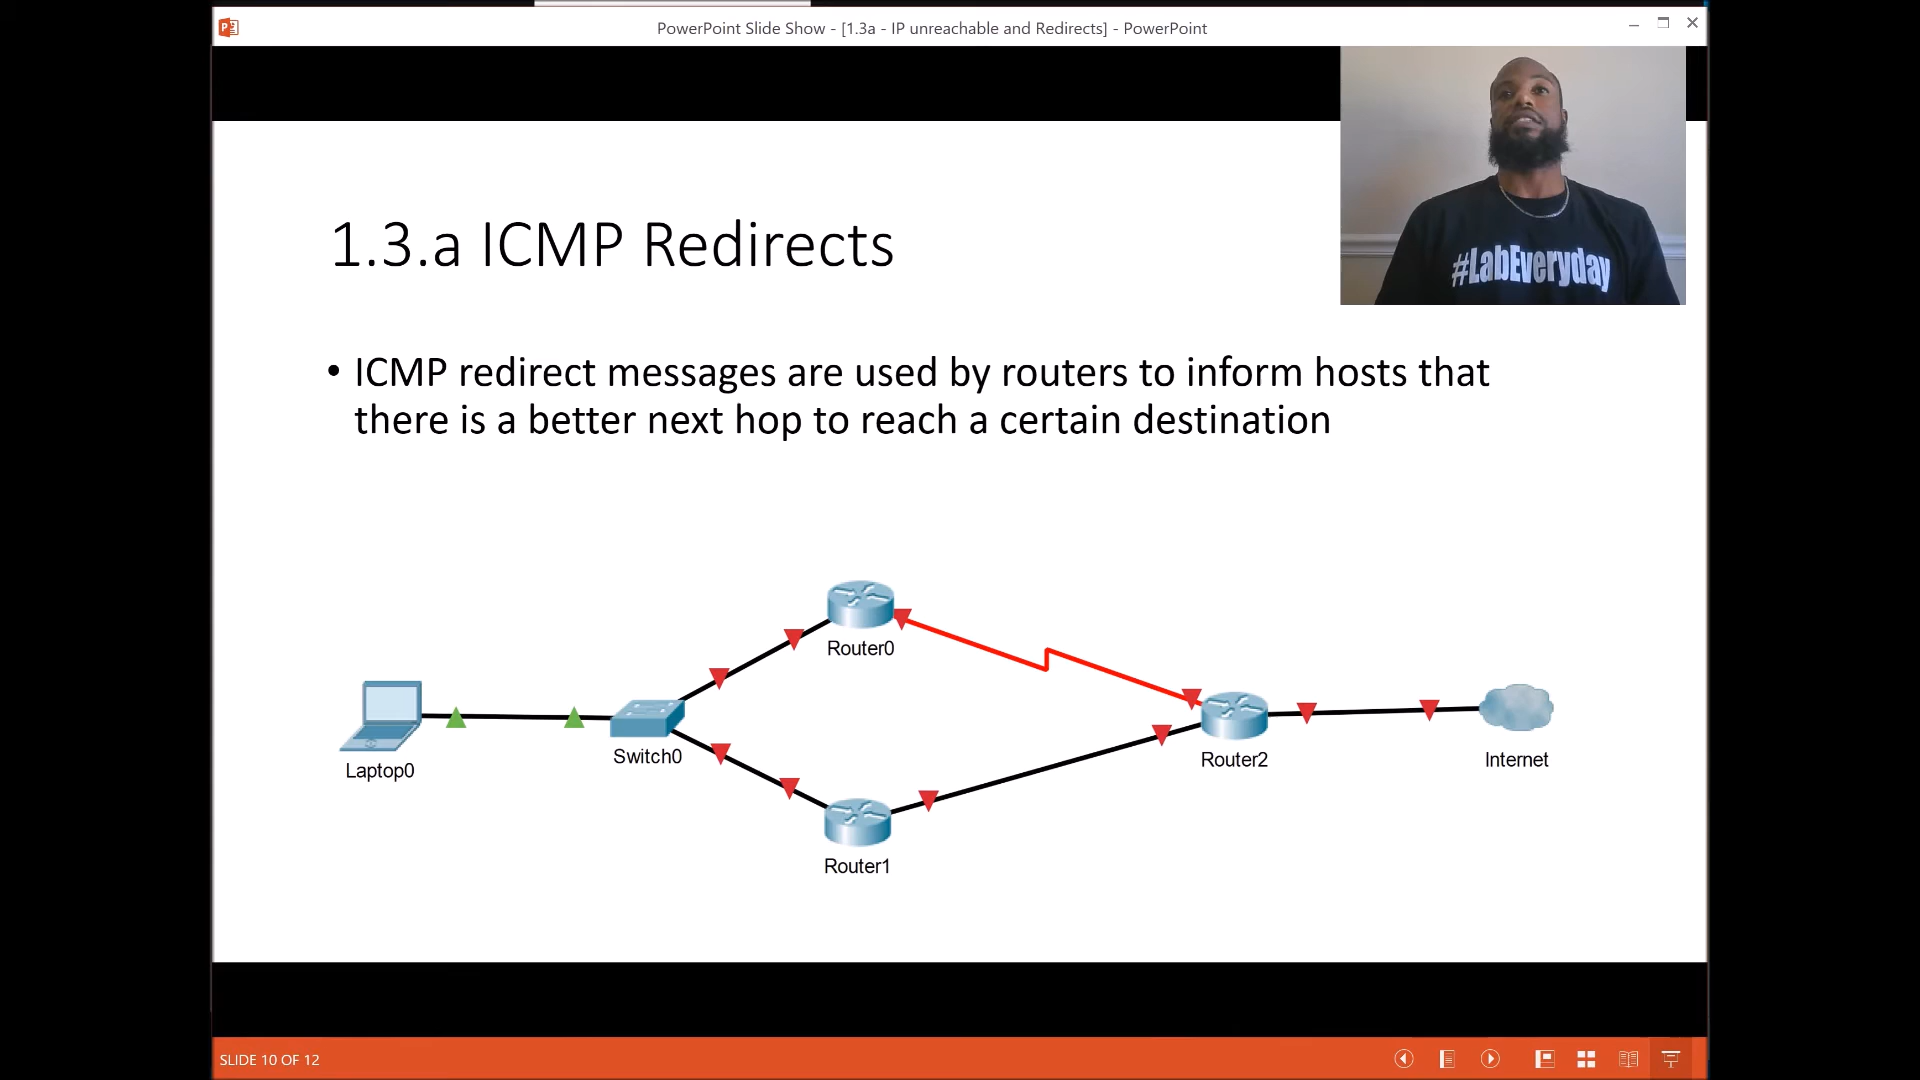 PowerPoint Slide Show - [1.3a - IP unreachable and Redirects] - PowerPoint
#LabEveryday
1.3.a ICMP Redirects
• ICMP redirect messages are used by routers to inform hosts that
there is a better next hop to reach a certain destination
Router0
Laptop0
Switch0
Router2
Internet
Router1
SLIDE 10 OF 12